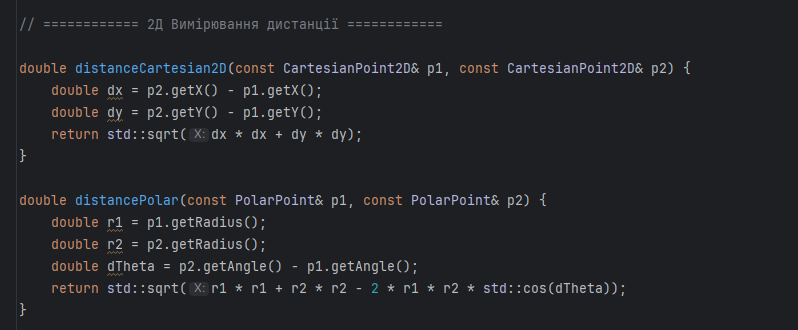 // ============ 2Д Вимірювання дистанції ============
double distanceCartesian2D(const CartesianPoint2D& p1, const CartesianPoint2D& p2) {
    double dx = p2.getX() - p1.getX();
    double dy = p2.getY() - p1.getY();
    return std::sqrt( X: dx * dx + dy * dy);
}
double distancePolar(const PolarPoint& p1, const PolarPoint& p2) {
    double r1 = p1.getRadius();
    double r2 = p2.getRadius();
    double dTheta = p2.getAngle() - p1.getAngle();
    return std::sqrt( X: r1 * r1 + r2 * r2 - 2 * r1 * r2 * std::cos(dTheta));
}